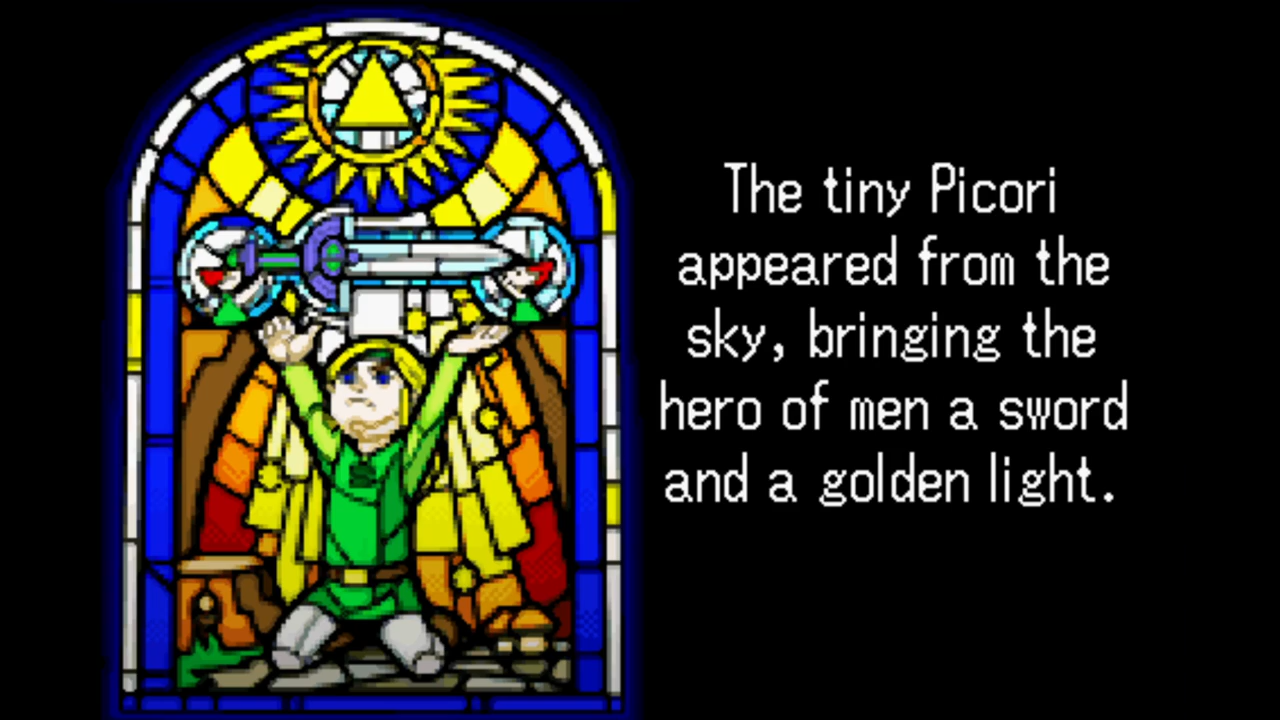 The tiny Picori
appeared from the
sky, bringing the
hero of men a sword
and a golden light.